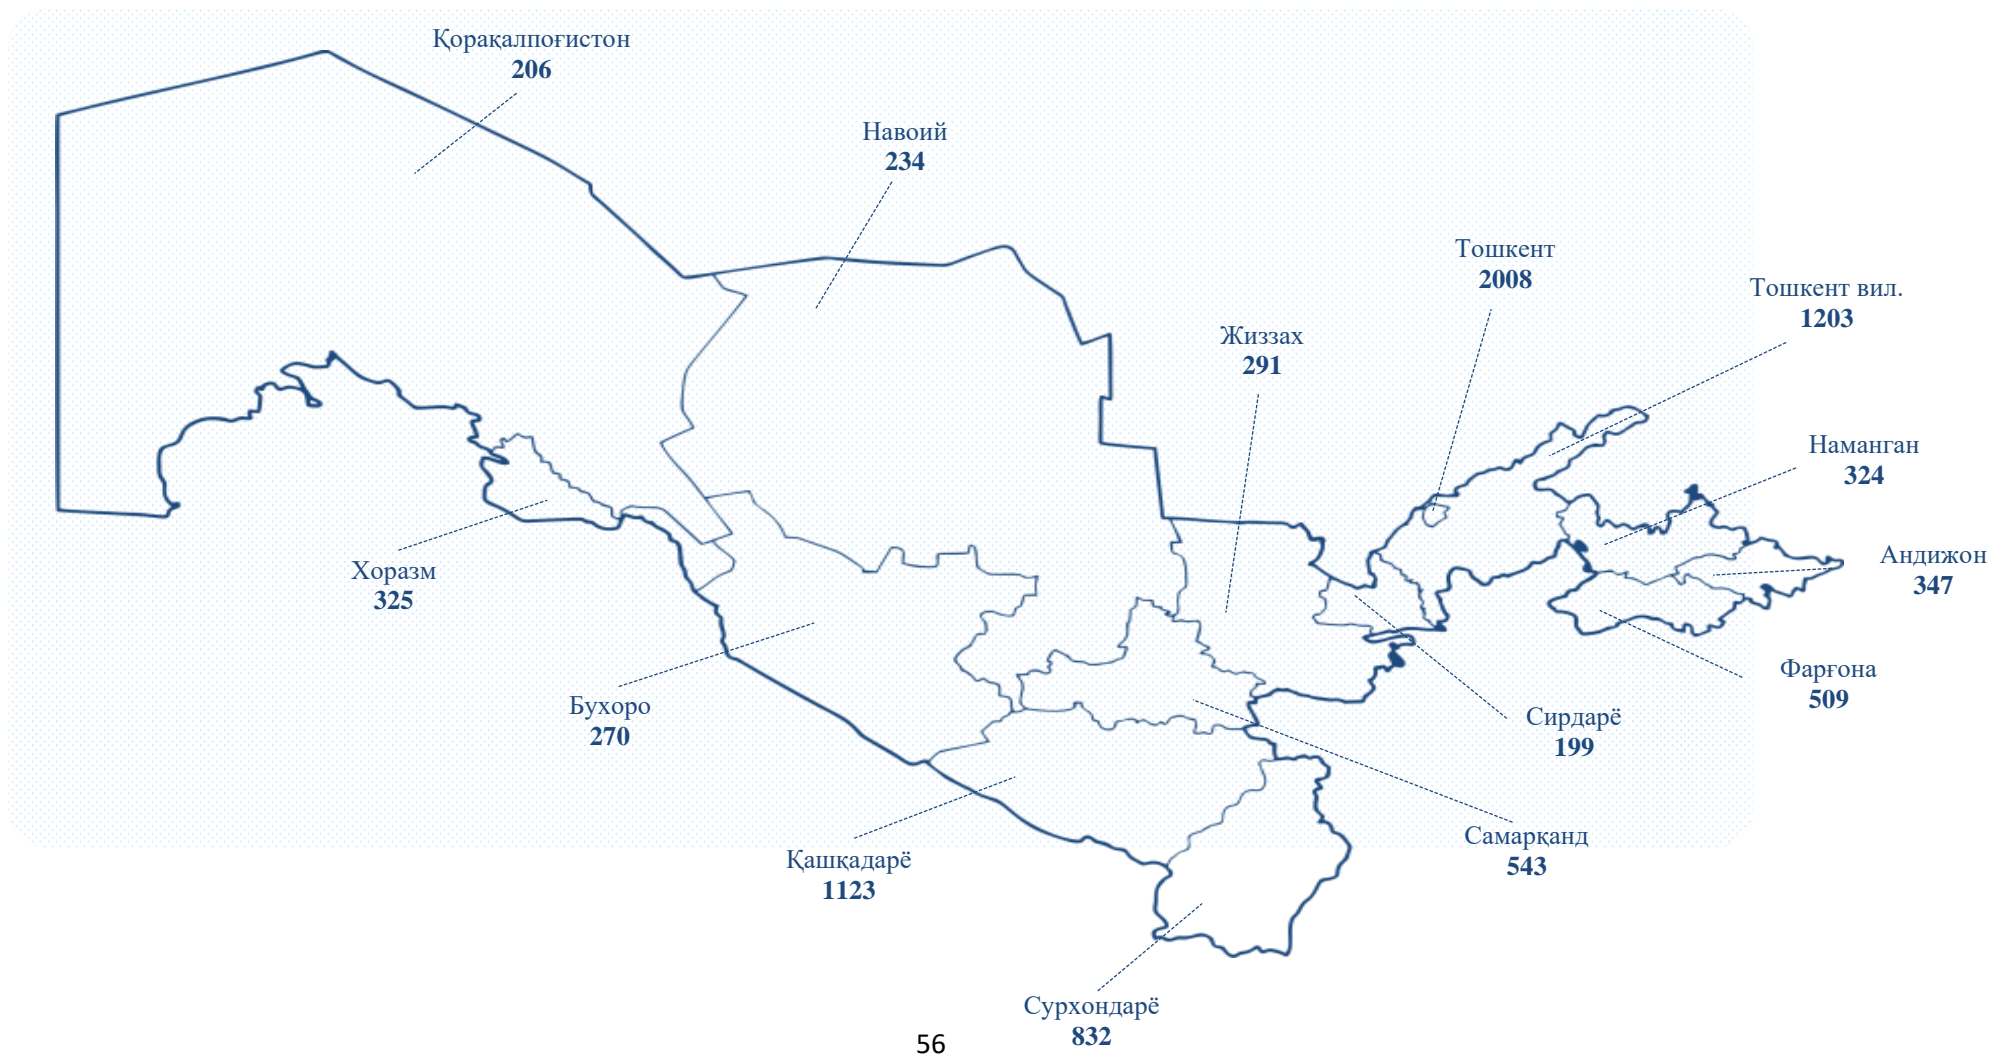 Қорақалпоғистон
206
Навоий
234
Тошкент
2008
Тошкент вил.
1203
Жиззах
291
Наманган
324
Андижон
347
Хоразм
325
Фарғона
509
Бухоро
270
Сирдарё
199
Самарқанд
543
Қашқадарё
1123
Сурхондарё
832
56